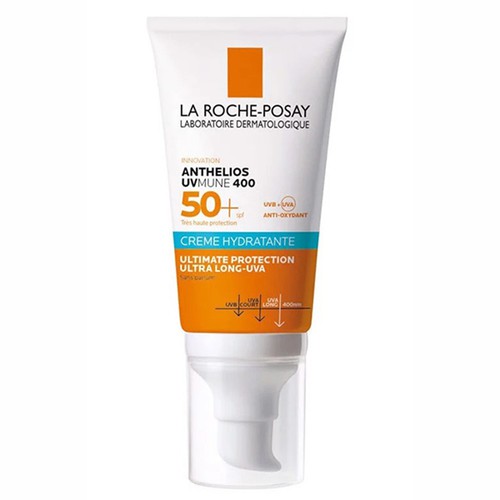 LA ROCHE-POSAY
LABORATOIRE DERMATOLOGIQUE
INNOVATION
ANTHELIOS
UVMUNE 400
50+ spf
Très haute protection
UVB + UVA
ANTI-OXYDANT
CREME HYDRATANTE
ULTIMATE PROTECTION
ULTRA LONG-UVA
Sans parfum
UVB
UVA COURT
UVA LONG
400nm